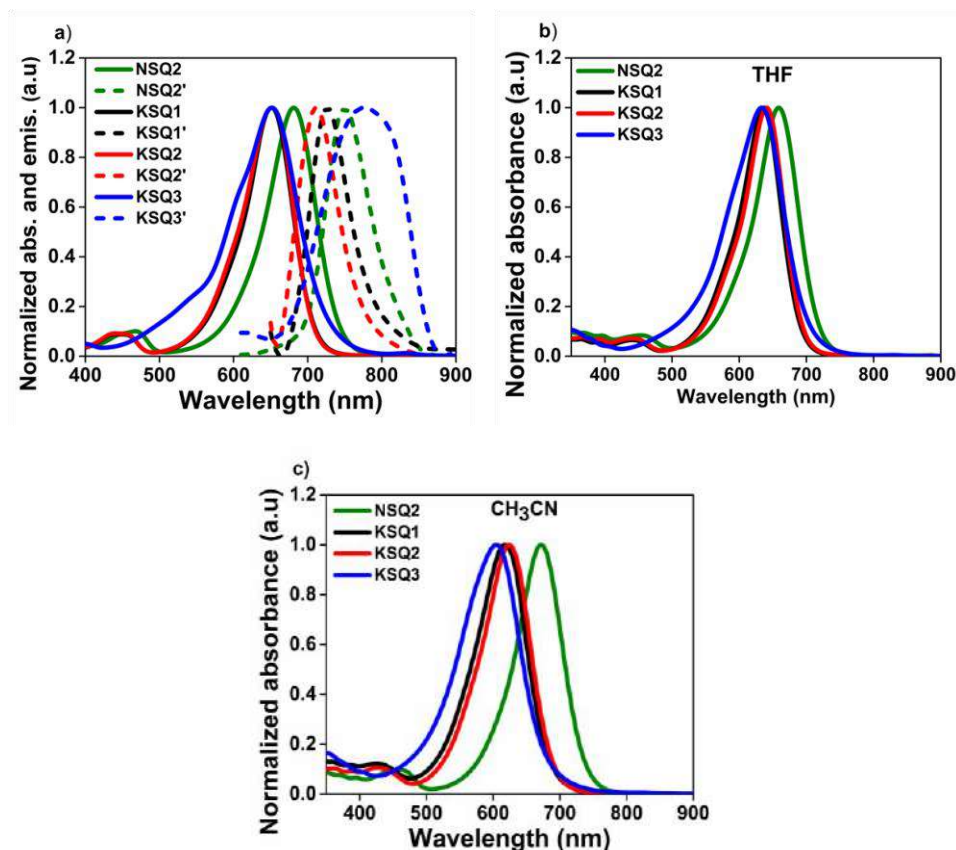 a)
Normalized abs. and emis. (a.u)
1.2
1.0
0.8
0.6
0.4
0.2
0.0
NSQ2
NSQ2'
KSQ1
KSQ1'
KSQ2
KSQ2'
KSQ3
KSQ3'
400 500 600 700 800 900
Wavelength (nm)
b)
Normalized absorbance (a.u)
1.2
1.0
0.8
0.6
0.4
0.2
0.0
THF
NSQ2
KSQ1
KSQ2
KSQ3
400 500 600 700 800 900
Wavelength (nm)
c)
Normalized absorbance (a.u)
1.2
1.0
0.8
0.6
0.4
0.2
0.0
CH₃CN
NSQ2
KSQ1
KSQ2
KSQ3
400 500 600 700 800 900
Wavelength (nm)